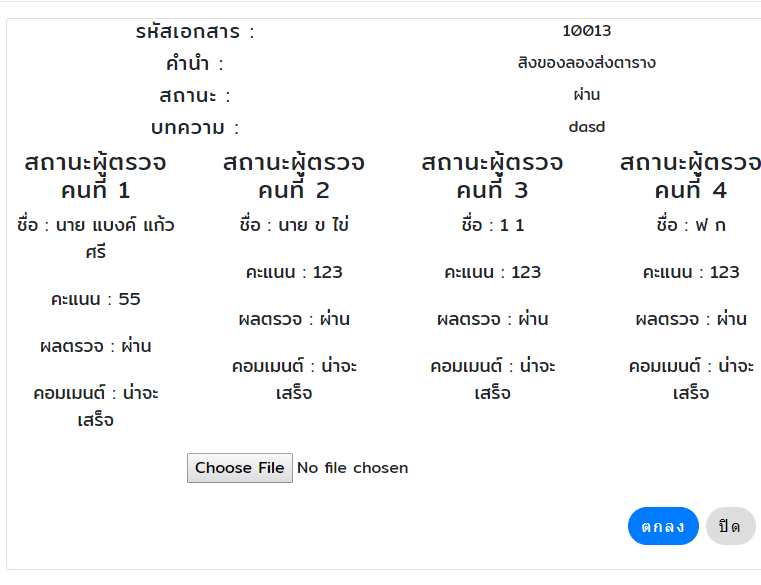 รหัสเอกสาร : 10013
คำนำ : สิงของลองส่งตาราง
สถานะ : ผ่าน
บทความ : dasd
สถานะผู้ตรวจ
คนที่ 1
ชื่อ : นาย แบงค์ แก้ว
ศรี
คะแนน : 55
ผลตรวจ : ผ่าน
คอมเมนต์ : น่าจะ
เสร็จ
สถานะผู้ตรวจ
คนที่ 2
ชื่อ : นาย ข ไข่
คะแนน : 123
ผลตรวจ : ผ่าน
คอมเมนต์ : น่าจะ
เสร็จ
สถานะผู้ตรวจ
คนที่ 3
ชื่อ : 1 1
คะแนน : 123
ผลตรวจ : ผ่าน
คอมเมนต์ : น่าจะ
เสร็จ
สถานะผู้ตรวจ
คนที่ 4
ชื่อ : ฟ ก
คะแนน : 123
ผลตรวจ : ผ่าน
คอมเมนต์ : น่าจะ
เสร็จ
Choose File No file chosen
ตกลง ปิด